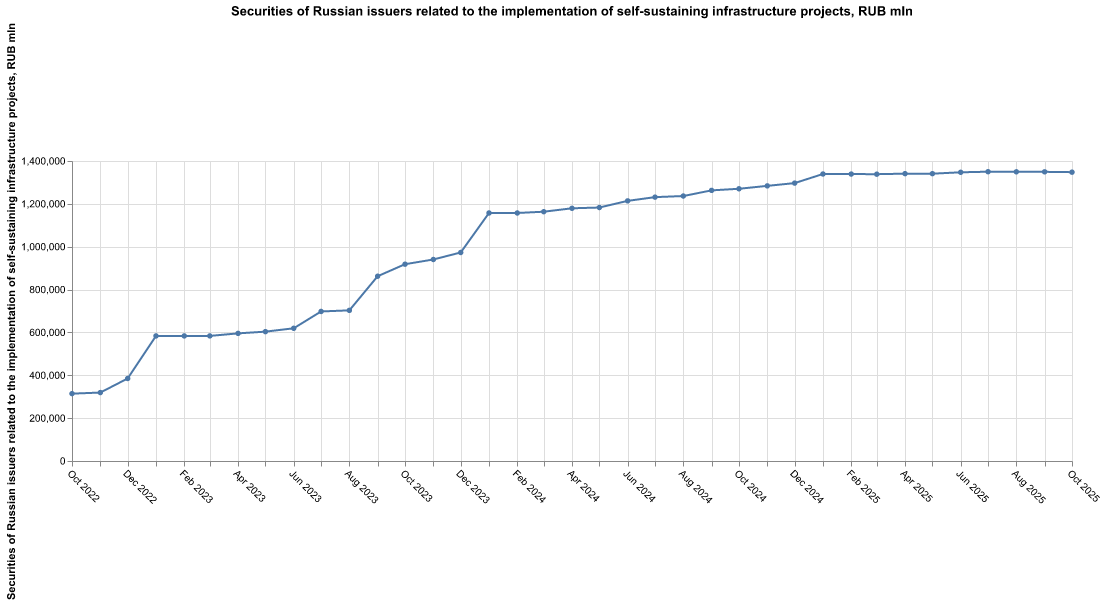 Securities of Russian issuers related to the implementation of self-sustaining infrastructure projects, RUB mln
Securities of Russian issuers related to the implementation of self-sustaining infrastructure projects, RUB mln
1,400,000
1,200,000
1,000,000
800,000
600,000
400,000
200,000
0
Oct 2022
Dec 2022
Feb 2023
Apr 2023
Jun 2023
Aug 2023
Oct 2023
Dec 2023
Feb 2024
Apr 2024
Jun 2024
Aug 2024
Oct 2024
Dec 2024
Feb 2025
Apr 2025
Jun 2025
Aug 2025
Oct 2025